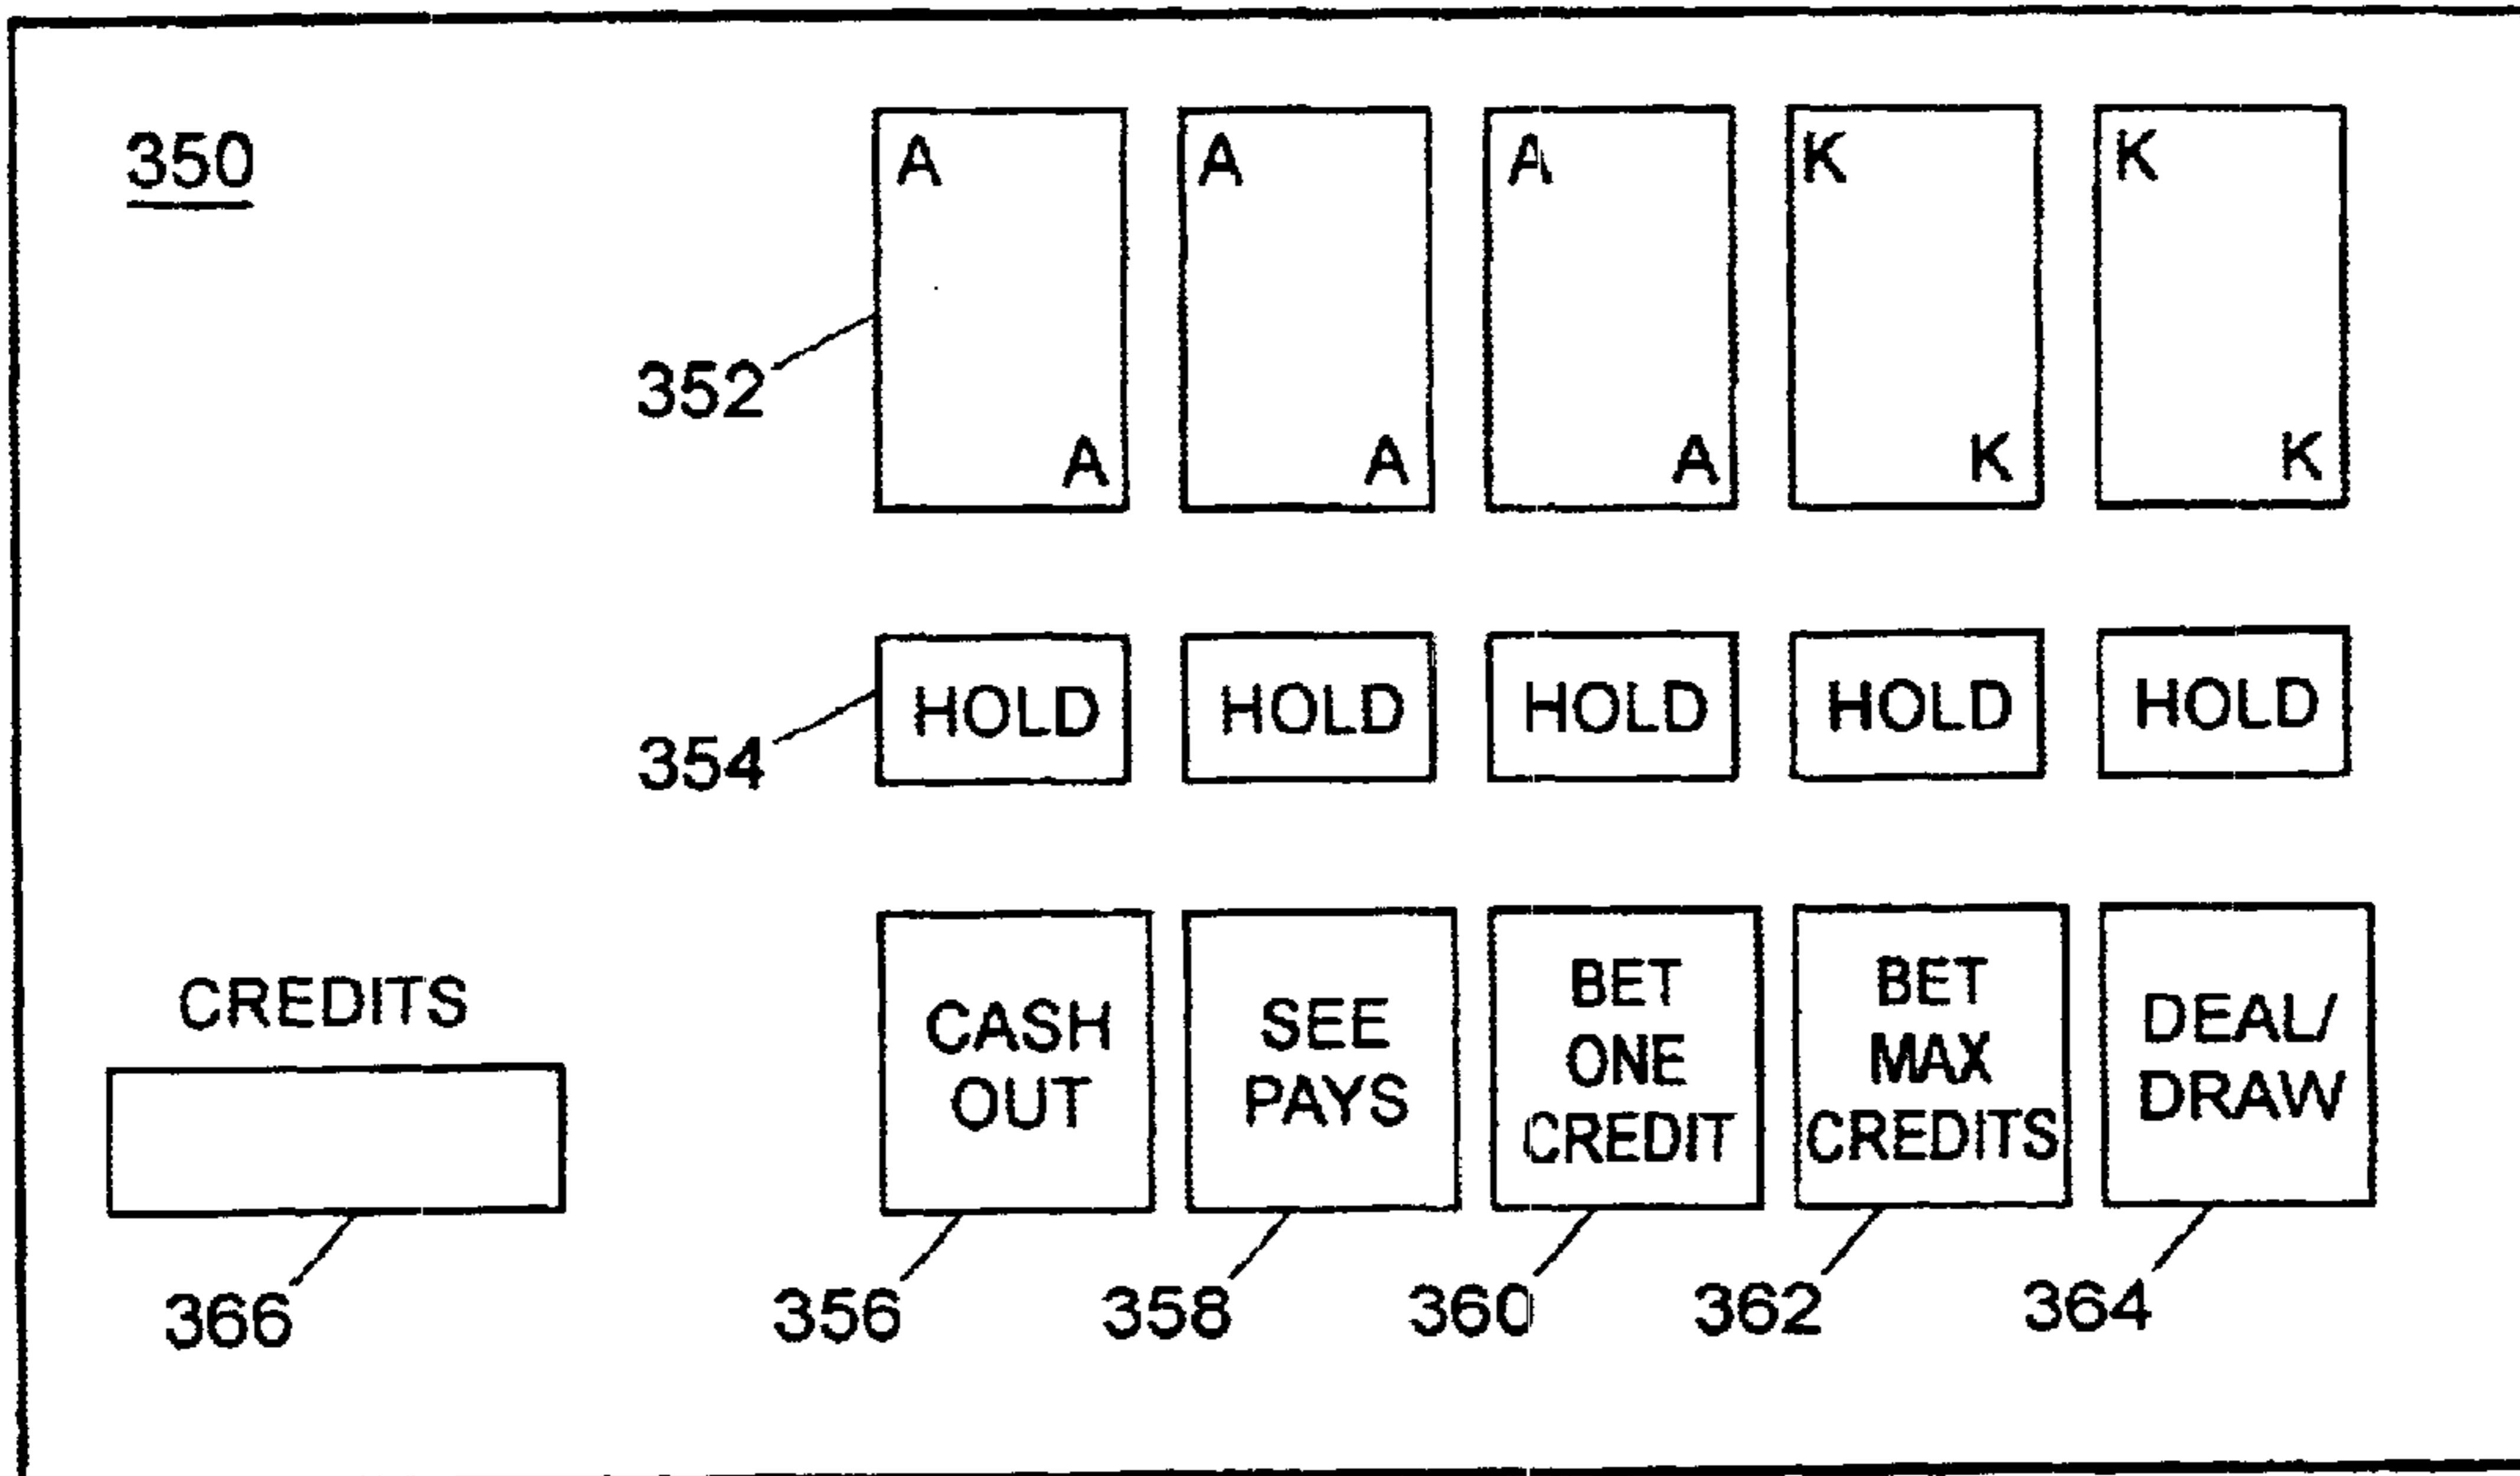 350
A A A K K
352
A A A K K
HOLD HOLD HOLD HOLD HOLD
354
CREDITS
CASH
OUT
SEE
PAYS
BET
ONE
CREDIT
BET
MAX
CREDITS
DEAL/
DRAW
366
356 358 360 362 364